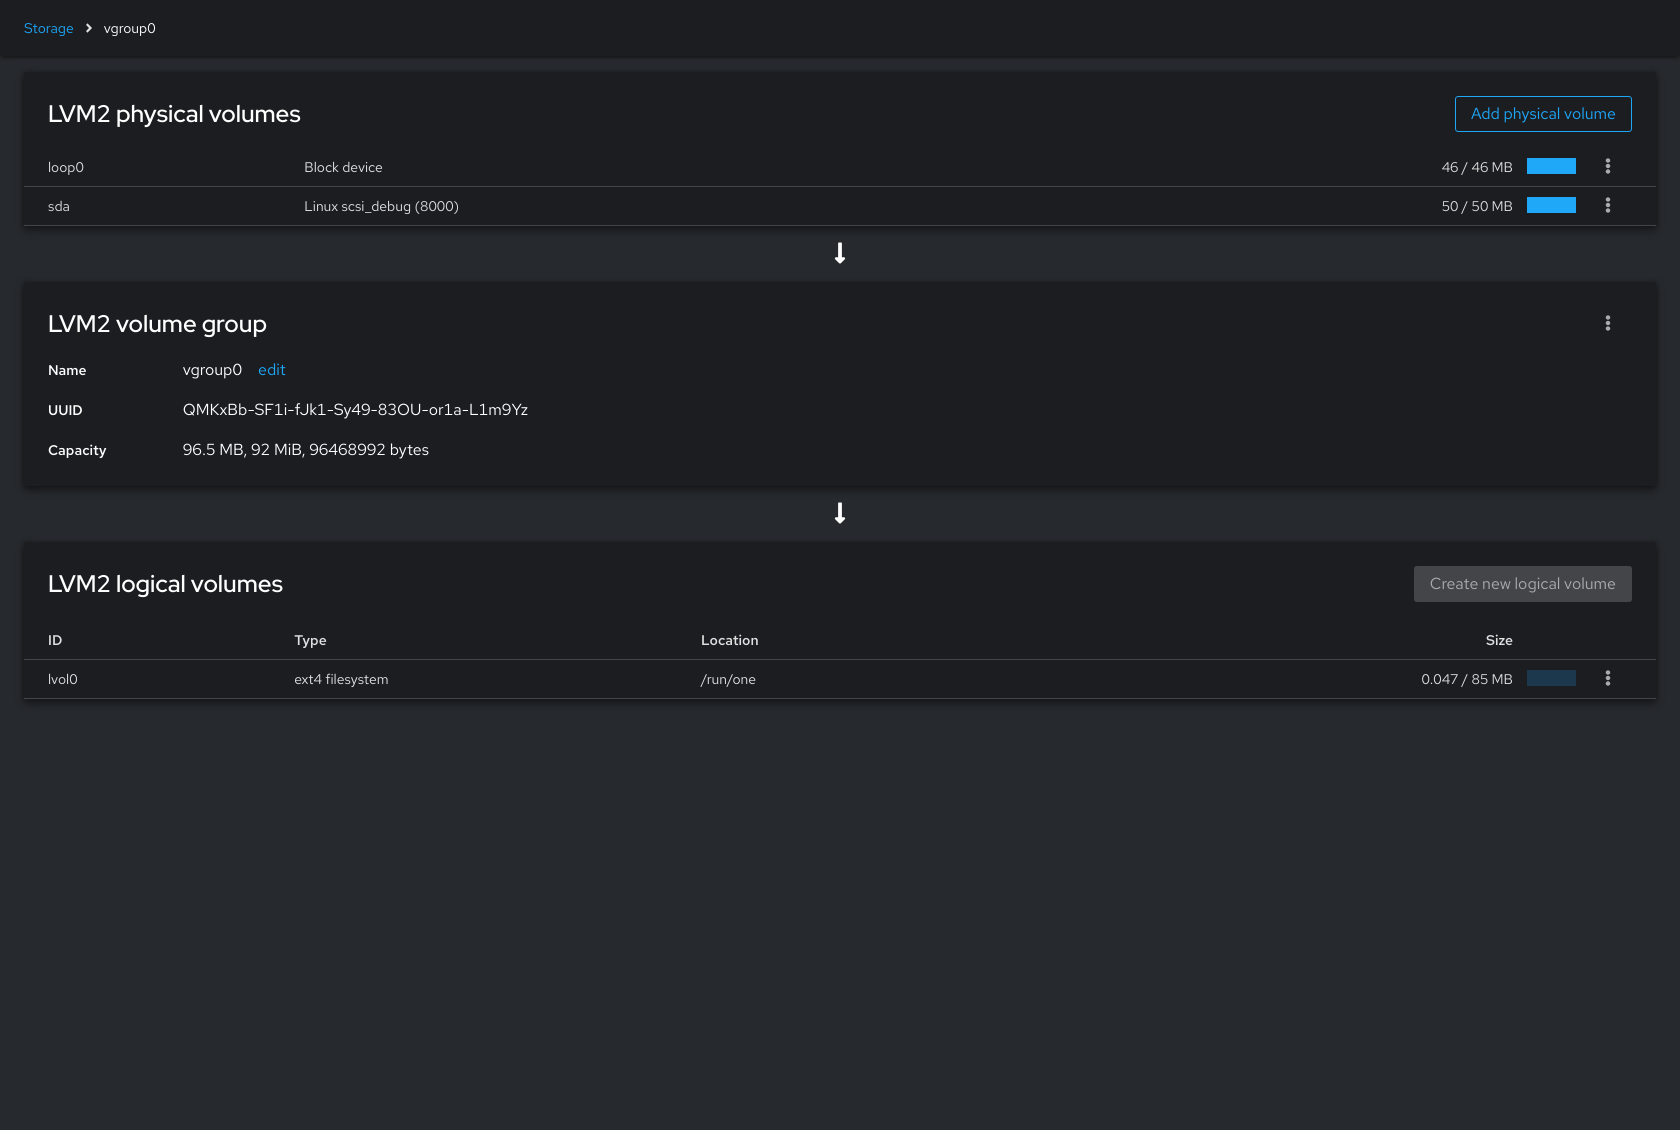 Storage > vgroup0
LVM2 physical volumes
Add physical volume
loop0 Block device 46 / 46 MB
sda Linux scsi_debug (8000) 50 / 50 MB
LVM2 volume group
Name vgroup0 edit
UUID QMKxBb-SF1i-fJk1-Sy49-83OU-or1a-L1m9Yz
Capacity 96.5 MB, 92 MiB, 96468992 bytes
LVM2 logical volumes
Create new logical volume
ID Type Location Size
lvol0 ext4 filesystem /run/one 0.047 / 85 MB